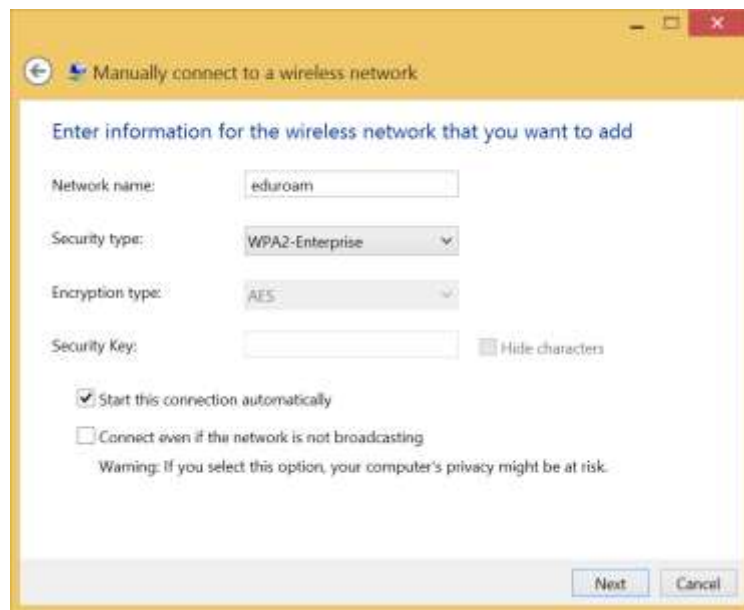 Manually connect to a wireless network
Enter information for the wireless network that you want to add
Network name: eduroam
Security type: WPA2-Enterprise
Encryption type: AES
Security Key: Hide characters
Start this connection automatically
Connect even if the network is not broadcasting
Warning: If you select this option, your computer's privacy might be at risk.
Next Cancel